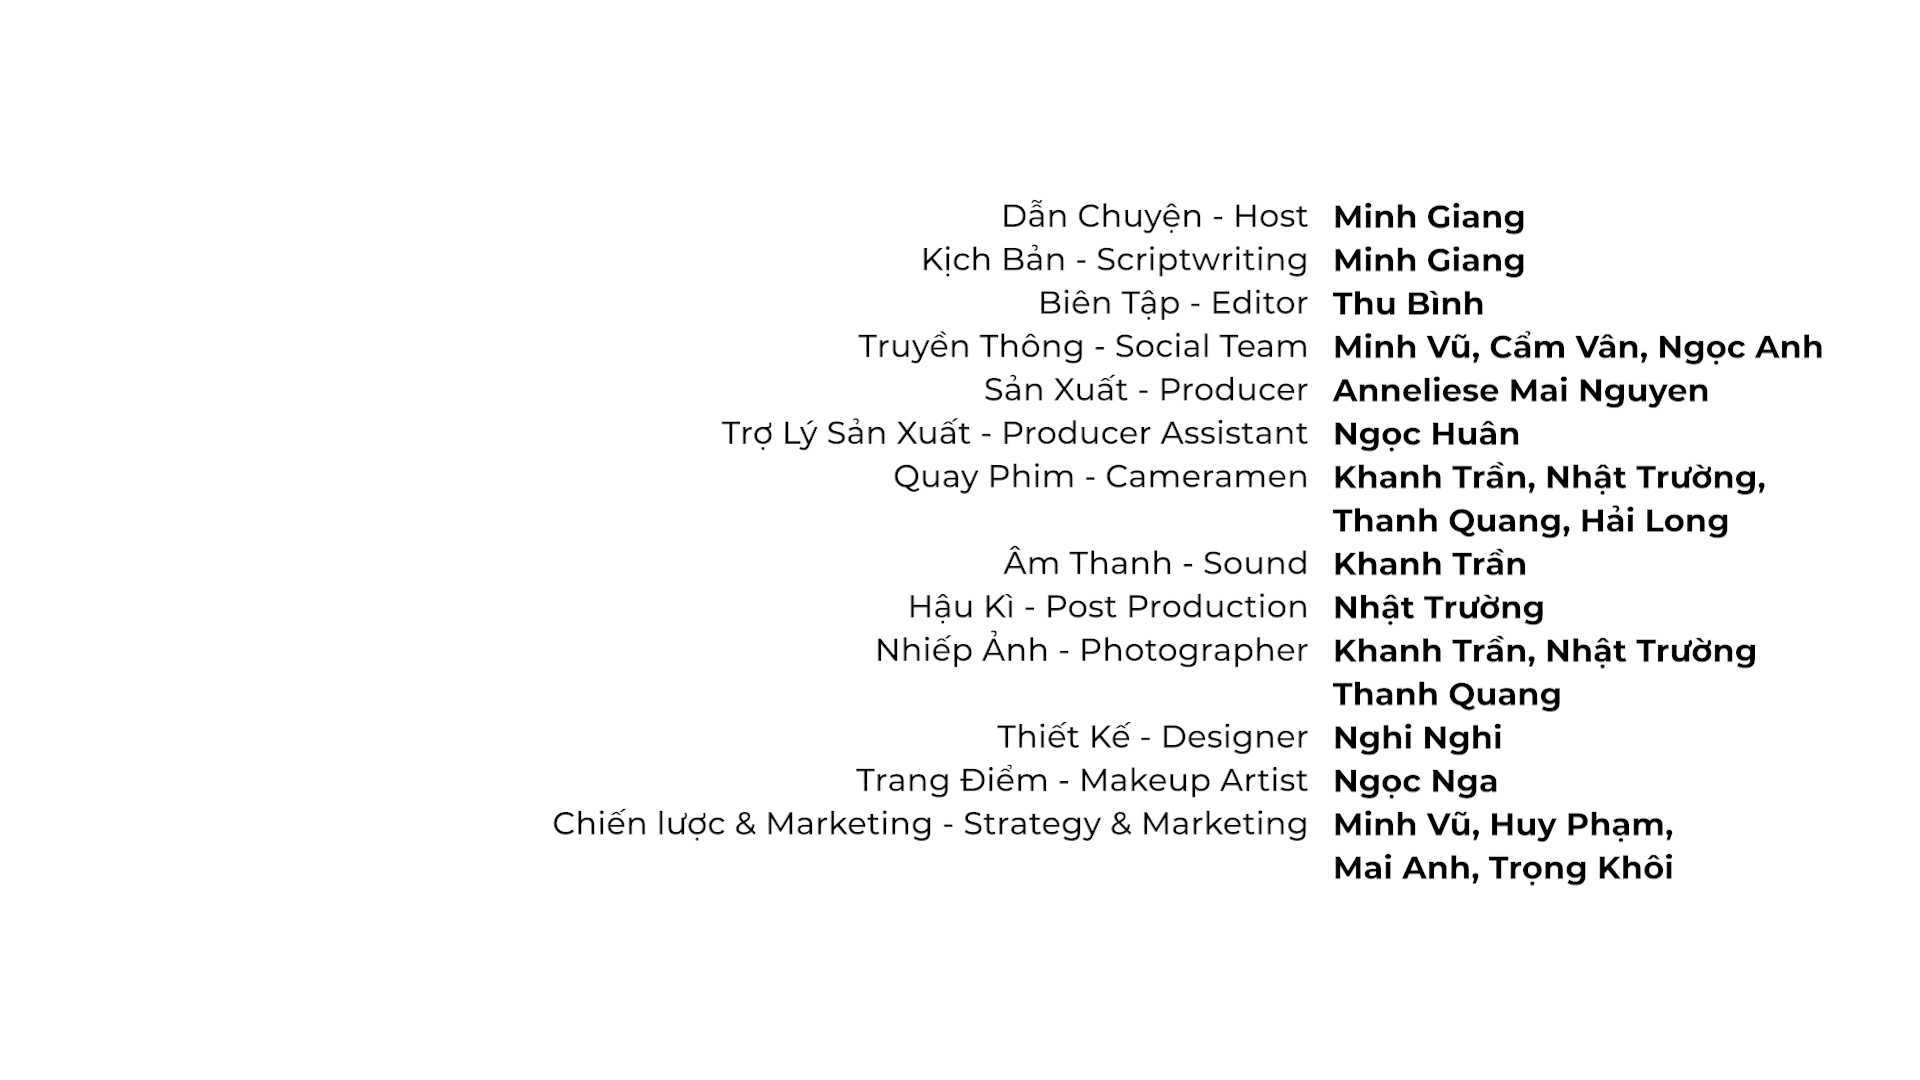 Dẫn Chuyện - Host Minh Giang
Kịch Bản - Scriptwriting Minh Giang
Biên Tập - Editor Thu Bình
Truyền Thông - Social Team Minh Vũ, Cẩm Vân, Ngọc Anh
Sản Xuất - Producer Anneliese Mai Nguyen
Trợ Lý Sản Xuất - Producer Assistant Ngọc Huân
Quay Phim - Cameramen Khanh Trần, Nhật Trường,
Thanh Quang, Hải Long
Âm Thanh - Sound Khanh Trần
Hậu Kì - Post Production Nhật Trường
Nhiếp Ảnh - Photographer Khanh Trần, Nhật Trường
Thanh Quang
Thiết Kế - Designer Nghi Nghi
Trang Điểm - Makeup Artist Ngọc Nga
Chiến lược & Marketing - Strategy & Marketing Minh Vũ, Huy Phạm,
Mai Anh, Trọng Khôi